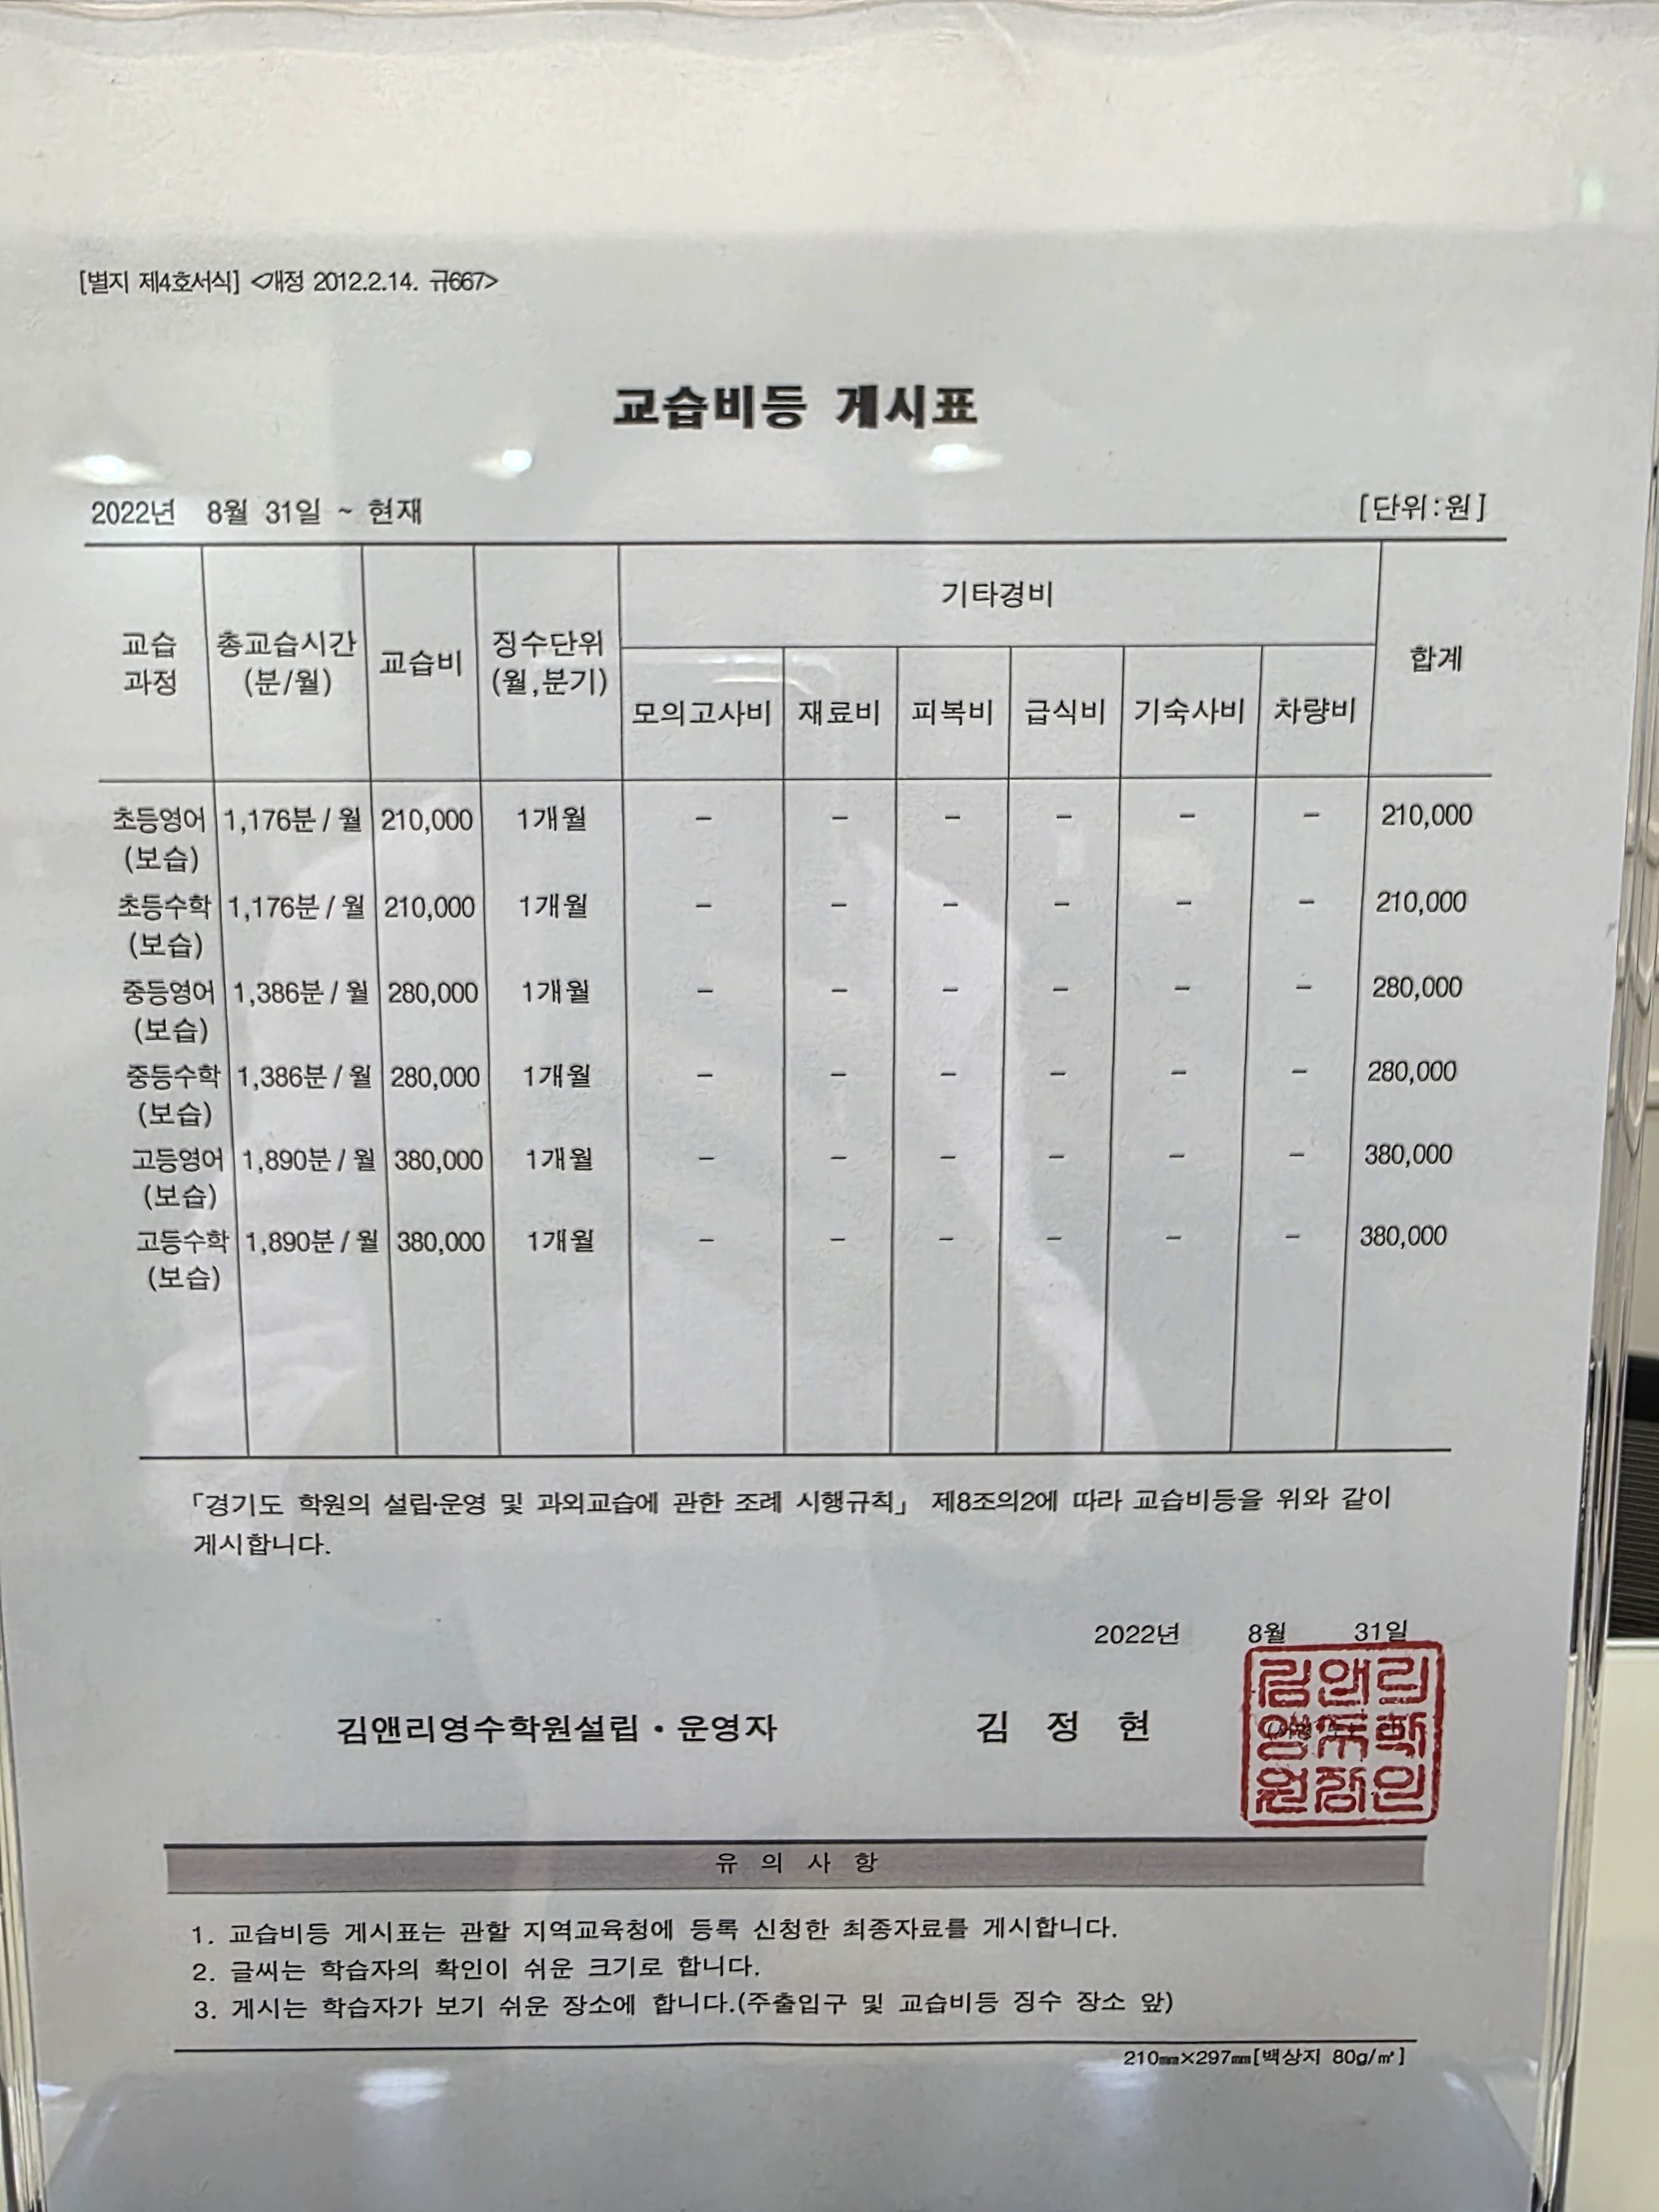 [별지 제4호서식] <개정 2012.2.14. 규667>
교습비등 게시표
2022년 8월 31일 ~ 현재 [단위:원]
교습 과정 총교습시간 (분/월) 교습비 징수단위 (월,분기) 기타경비 합계
모의고사비 재료비 피복비 급식비 기숙사비 차량비
초등영어 1,176분 / 월 210,000 1개월 – – – – – – 210,000
(보습)
초등수학 1,176분 / 월 210,000 1개월 – – – – – – 210,000
(보습)
중등영어 1,386분 / 월 280,000 1개월 – – – – – – 280,000
(보습)
중등수학 1,386분 / 월 280,000 1개월 – – – – – – 280,000
(보습)
고등영어 1,890분 / 월 380,000 1개월 – – – – – – 380,000
(보습)
고등수학 1,890분 / 월 380,000 1개월 – – – – – – 380,000
(보습)
「경기도 학원의 설립·운영 및 과외교습에 관한 조례 시행규칙」 제8조의2에 따라 교습비등을 위와 같이
게시합니다.
2022년 8월 31일
김앤리영수학원설립・운영자 김 정 현
김앤리
영수학
원장인
유 의 사 항
1. 교습비등 게시표는 관할 지역교육청에 등록 신청한 최종자료를 게시합니다.
2. 글씨는 학습자의 확인이 쉬운 크기로 합니다.
3. 게시는 학습자가 보기 쉬운 장소에 합니다.(주출입구 및 교습비등 징수 장소 앞)
210㎜×297㎜[백상지 80g/㎡]